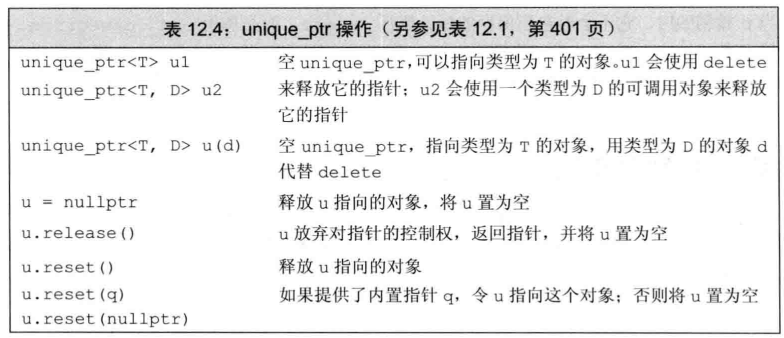 表 12.4：unique_ptr 操作（另参见表 12.1，第 401 页）
unique_ptr<T> u1 空 unique_ptr，可以指向类型为 T 的对象。u1 会使用 delete
unique_ptr<T, D> u2 来释放它的指针；u2 会使用一个类型为 D 的可调用对象来释放
它的指针
unique_ptr<T, D> u(d) 空 unique_ptr，指向类型为 T 的对象，用类型为 D 的对象 d
代替 delete
u = nullptr 释放 u 指向的对象，将 u 置为空
u.release() u 放弃对指针的控制权，返回指针，并将 u 置为空
u.reset() 释放 u 指向的对象
u.reset(q) 如果提供了内置指针 q，令 u 指向这个对象；否则将 u 置为空
u.reset(nullptr)